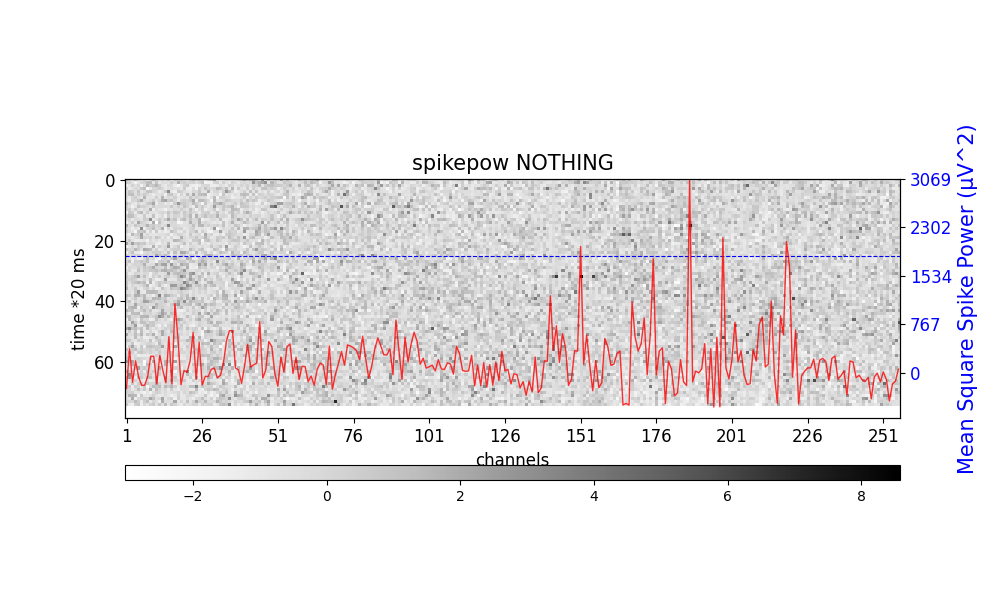 spikepow NOTHING
0
20
40
60
time *20 ms
3069
2302
1534
767
0
Mean Square Spike Power (μV^2)
1 26 51 76 101 126 151 176 201 226 251
channels
−2 0 2 4 6 8